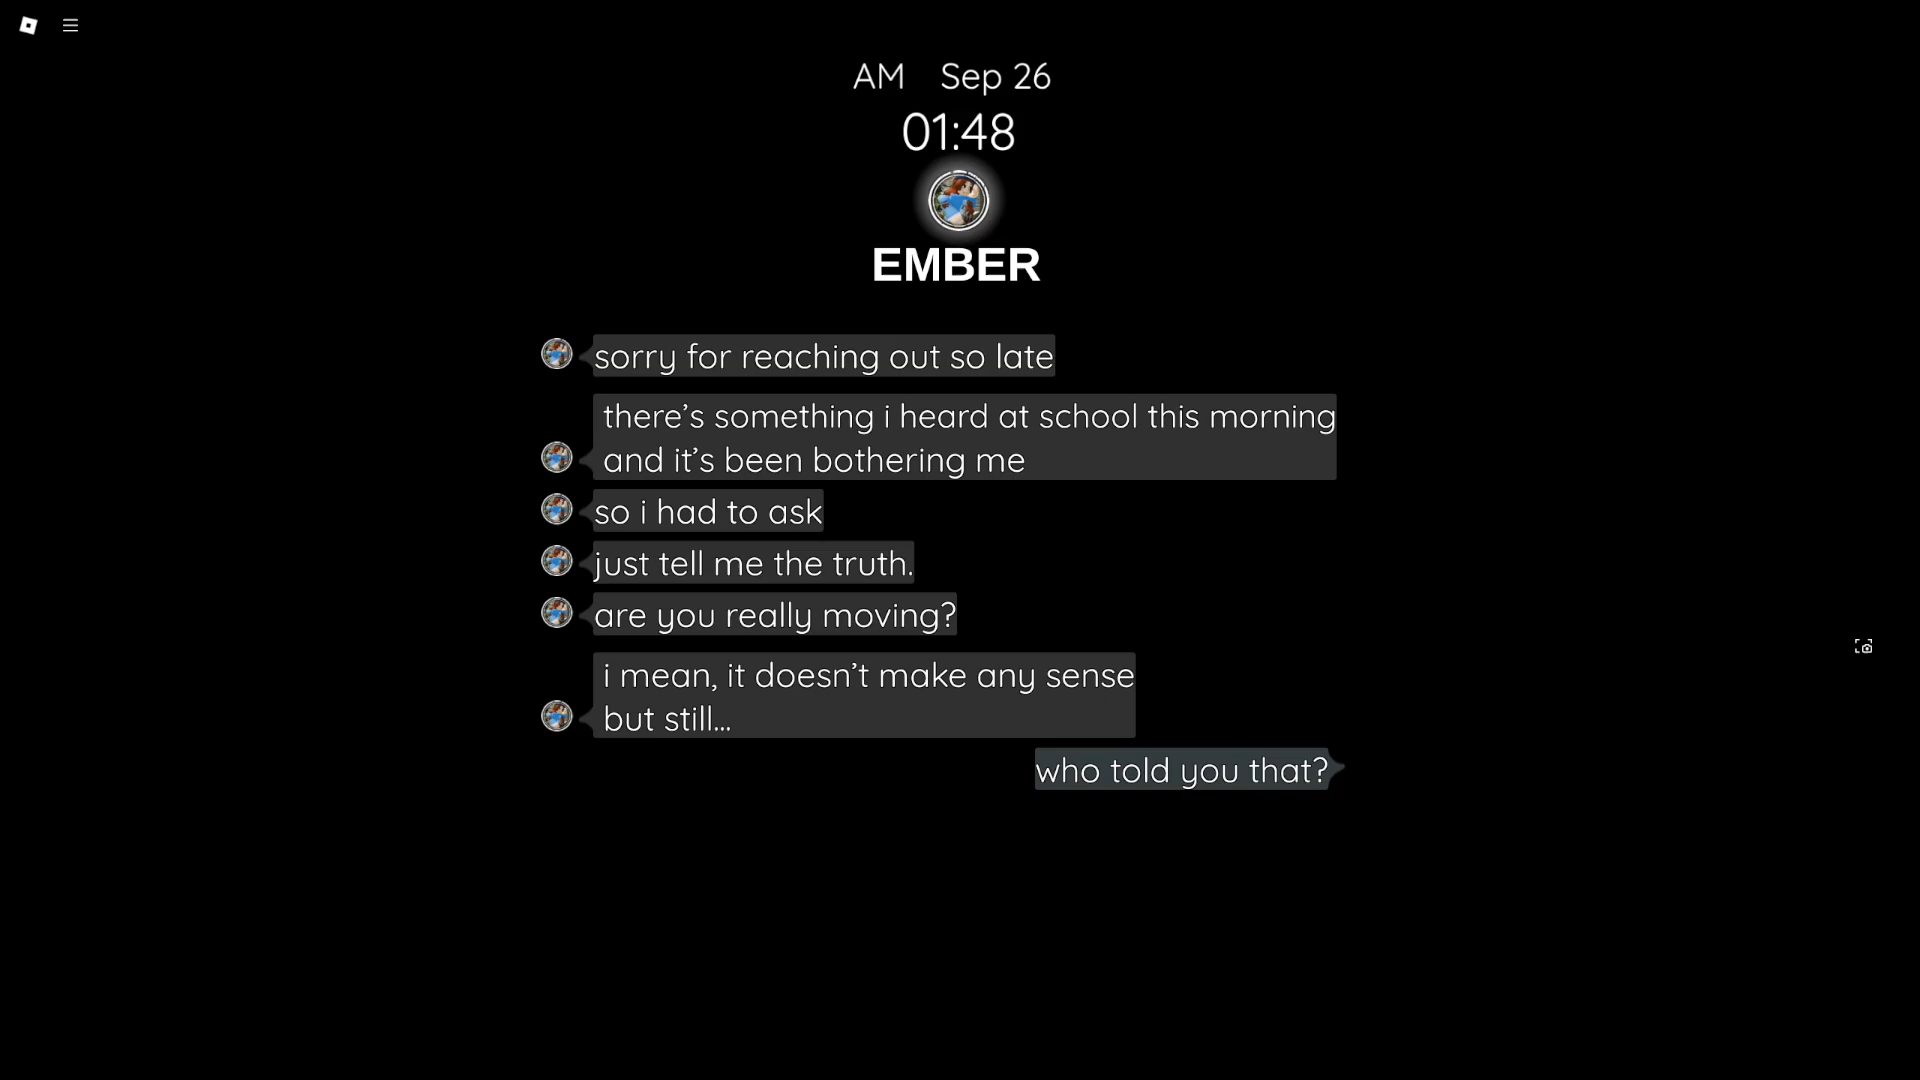 AM Sep 26
01:48
EMBER
sorry for reaching out so late
there’s something i heard at school this morning
and it’s been bothering me
so i had to ask
just tell me the truth.
are you really moving?
i mean, it doesn’t make any sense
but still...
who told you that?